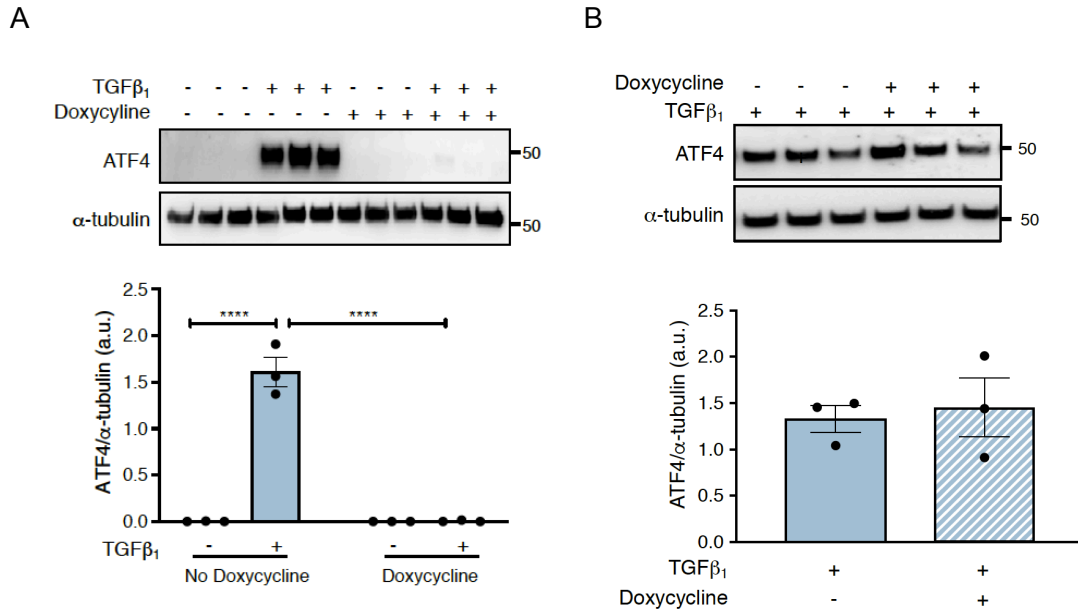 A
TGFβ₁ - - - + + + - - - + + +
Doxycyline - - - - - - + + + + + +
ATF4 50
α-tubulin 50
ATF4/α-tubulin (a.u.)
2.5
2.0
1.5
1.0
0.5
0.0
**** ****
TGFβ₁ - + - +
No Doxycycline Doxycycline
B
Doxycycline - - - + + +
TGFβ₁ + + + + + +
ATF4 50
α-tubulin 50
ATF4/α-tubulin (a.u.)
2.5
2.0
1.5
1.0
0.5
0.0
TGFβ₁ + +
Doxycycline - +